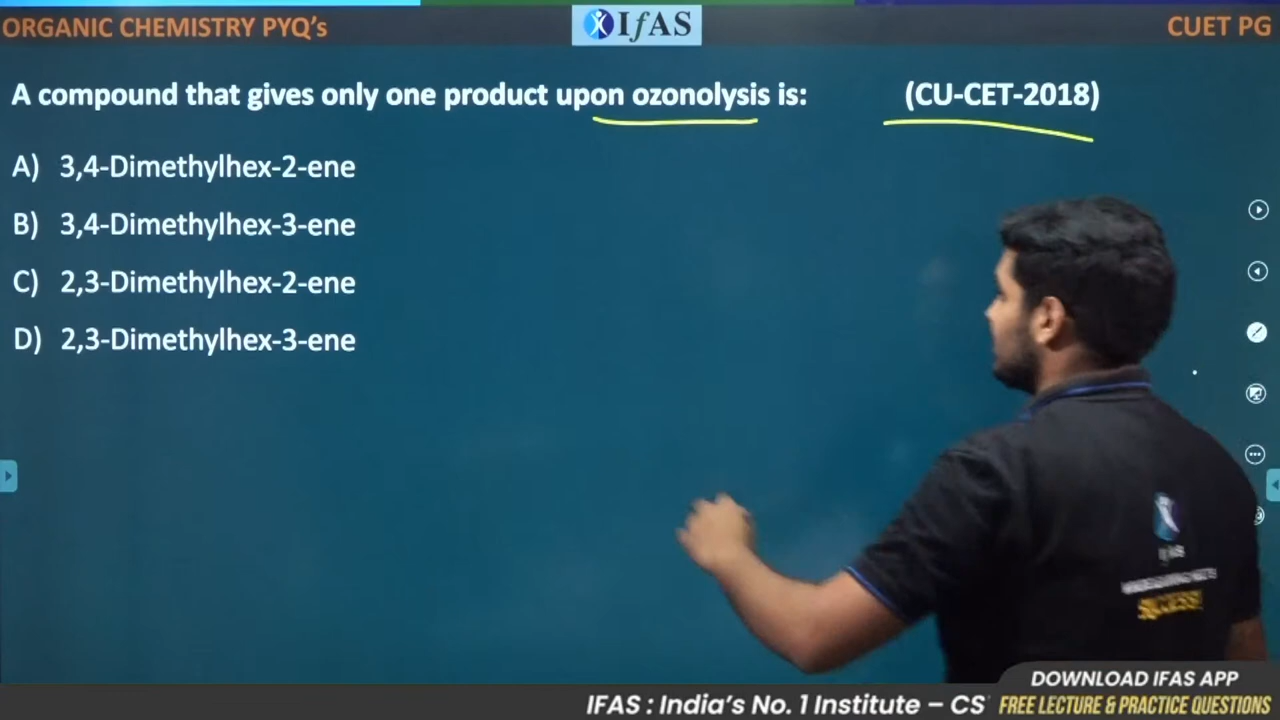 ORGANIC CHEMISTRY PYQ's
IfAS
CUET PG
A compound that gives only one product upon ozonolysis is: (CU-CET-2018)
A) 3,4-Dimethylhex-2-ene
B) 3,4-Dimethylhex-3-ene
C) 2,3-Dimethylhex-2-ene
D) 2,3-Dimethylhex-3-ene
SUCCESS!
DOWNLOAD IFAS APP
IFAS : India's No. 1 Institute – CS
FREE LECTURE & PRACTICE QUESTIONS